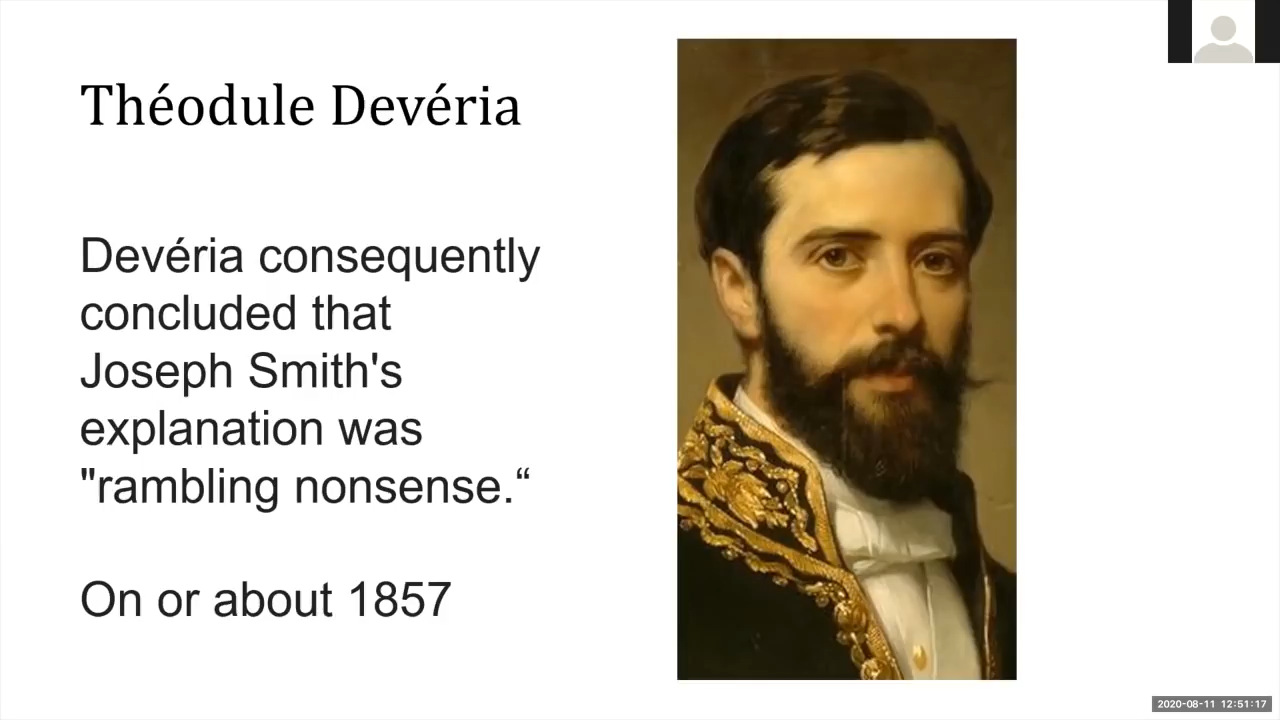 Théodule Devéria
Devéria consequently
concluded that
Joseph Smith's
explanation was
"rambling nonsense.“
On or about 1857
2020-08-11 12:51:17